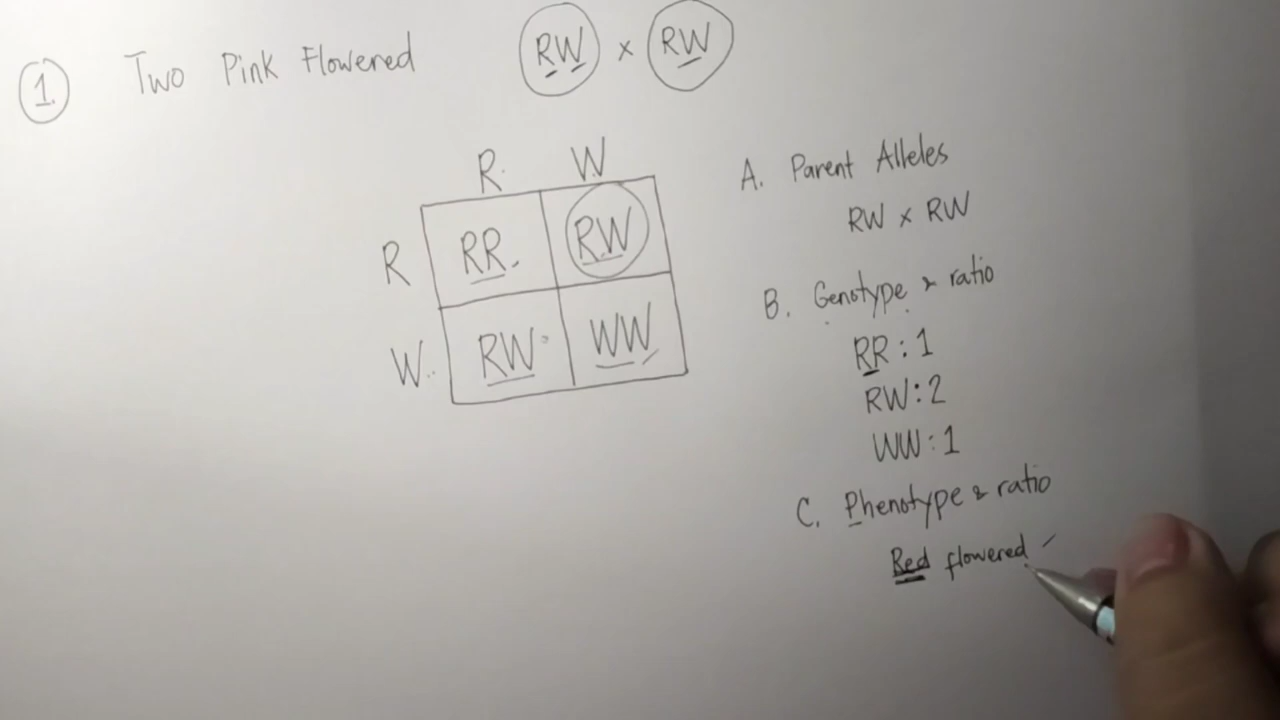 1. Two Pink Flowered RW x RW
R W
R RR RW
W RW WW
A. Parent Alleles
RW x RW
B. Genotype & ratio
RR : 1
RW : 2
WW : 1
C. Phenotype & ratio
Red flowered